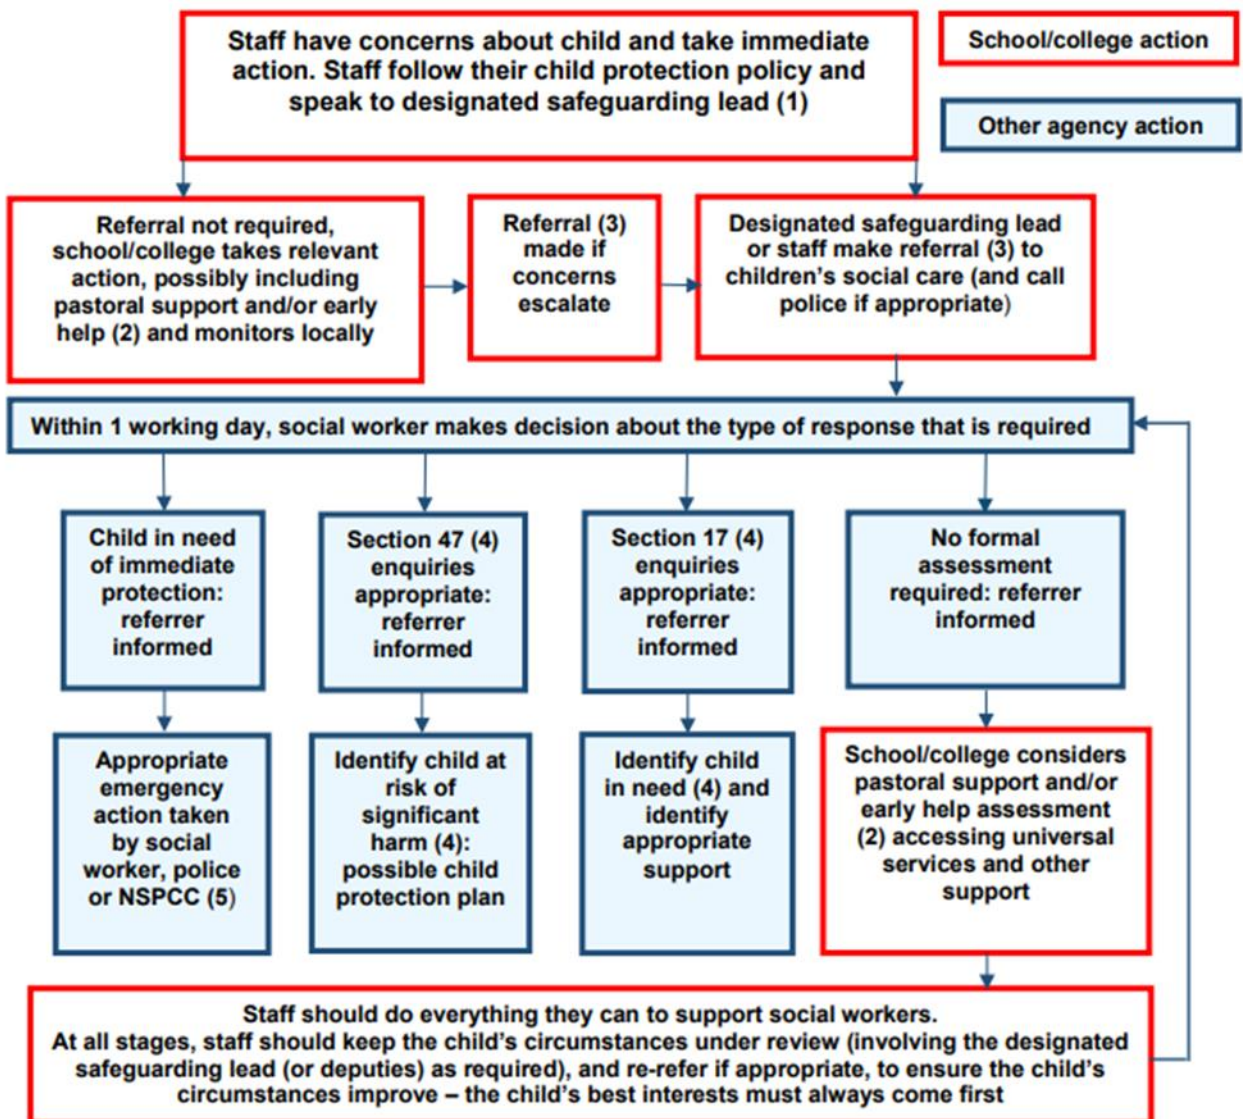 Staff have concerns about child and take immediate
action. Staff follow their child protection policy and
speak to designated safeguarding lead (1)
School/college action
Other agency action
Referral not required,
school/college takes relevant
action, possibly including
pastoral support and/or early
help (2) and monitors locally
Referral (3)
made if
concerns
escalate
Designated safeguarding lead
or staff make referral (3) to
children’s social care (and call
police if appropriate)
Within 1 working day, social worker makes decision about the type of response that is required
Child in need
of immediate
protection:
referrer
informed
Section 47 (4)
enquiries
appropriate:
referrer
informed
Section 17 (4)
enquiries
appropriate:
referrer
informed
No formal
assessment
required: referrer
informed
Appropriate
emergency
action taken
by social
worker, police
or NSPCC (5)
Identify child at
risk of
significant
harm (4):
possible child
protection plan
Identify child
in need (4) and
identify
appropriate
support
School/college considers
pastoral support and/or
early help assessment
(2) accessing universal
services and other
support
Staff should do everything they can to support social workers.
At all stages, staff should keep the child’s circumstances under review (involving the designated
safeguarding lead (or deputies) as required), and re-refer if appropriate, to ensure the child’s
circumstances improve – the child’s best interests must always come first